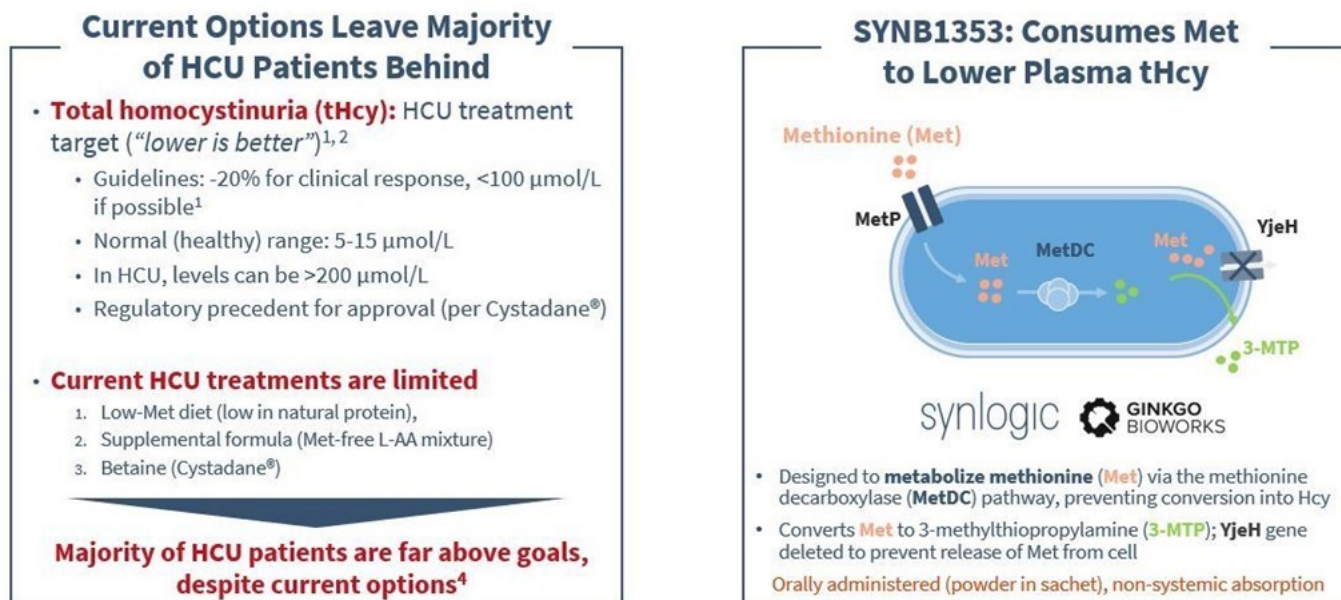 Current Options Leave Majority
of HCU Patients Behind
• Total homocystinuria (tHcy): HCU treatment
target (“lower is better”)1, 2
• Guidelines: -20% for clinical response, <100 µmol/L
if possible1
• Normal (healthy) range: 5-15 µmol/L
• In HCU, levels can be >200 µmol/L
• Regulatory precedent for approval (per Cystadane®)
• Current HCU treatments are limited
1. Low-Met diet (low in natural protein),
2. Supplemental formula (Met-free L-AA mixture)
3. Betaine (Cystadane®)
Majority of HCU patients are far above goals,
despite current options4
SYNB1353: Consumes Met
to Lower Plasma tHcy
Methionine (Met)
MetP
YjeH
Met
MetDC
Met
3-MTP
synlogic
GINKGO
BIOWORKS
• Designed to metabolize methionine (Met) via the methionine
decarboxylase (MetDC) pathway, preventing conversion into Hcy
• Converts Met to 3-methylthiopropylamine (3-MTP); YjeH gene
deleted to prevent release of Met from cell
Orally administered (powder in sachet), non-systemic absorption